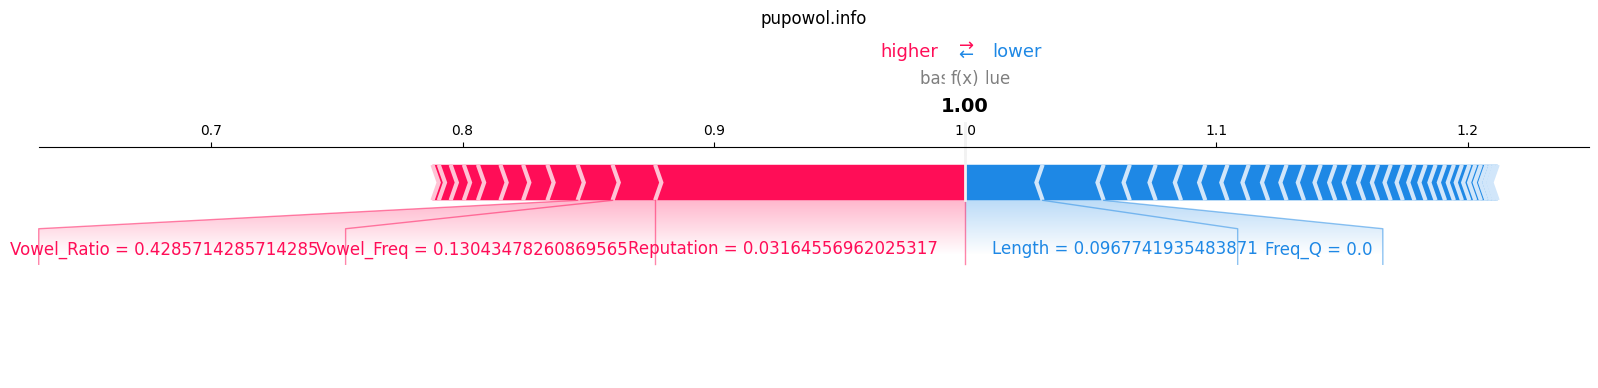 pupowol.info
higher ⇄ lower
bas f(x) lue
1.00
0.7 0.8 0.9 1 0 1.1 1.2
Vowel_Ratio = 0.4285714285714285 Vowel_Freq = 0.13043478260869565 Reputation = 0.03164556962025317 Length = 0.0967741935483871 Freq_Q = 0.0